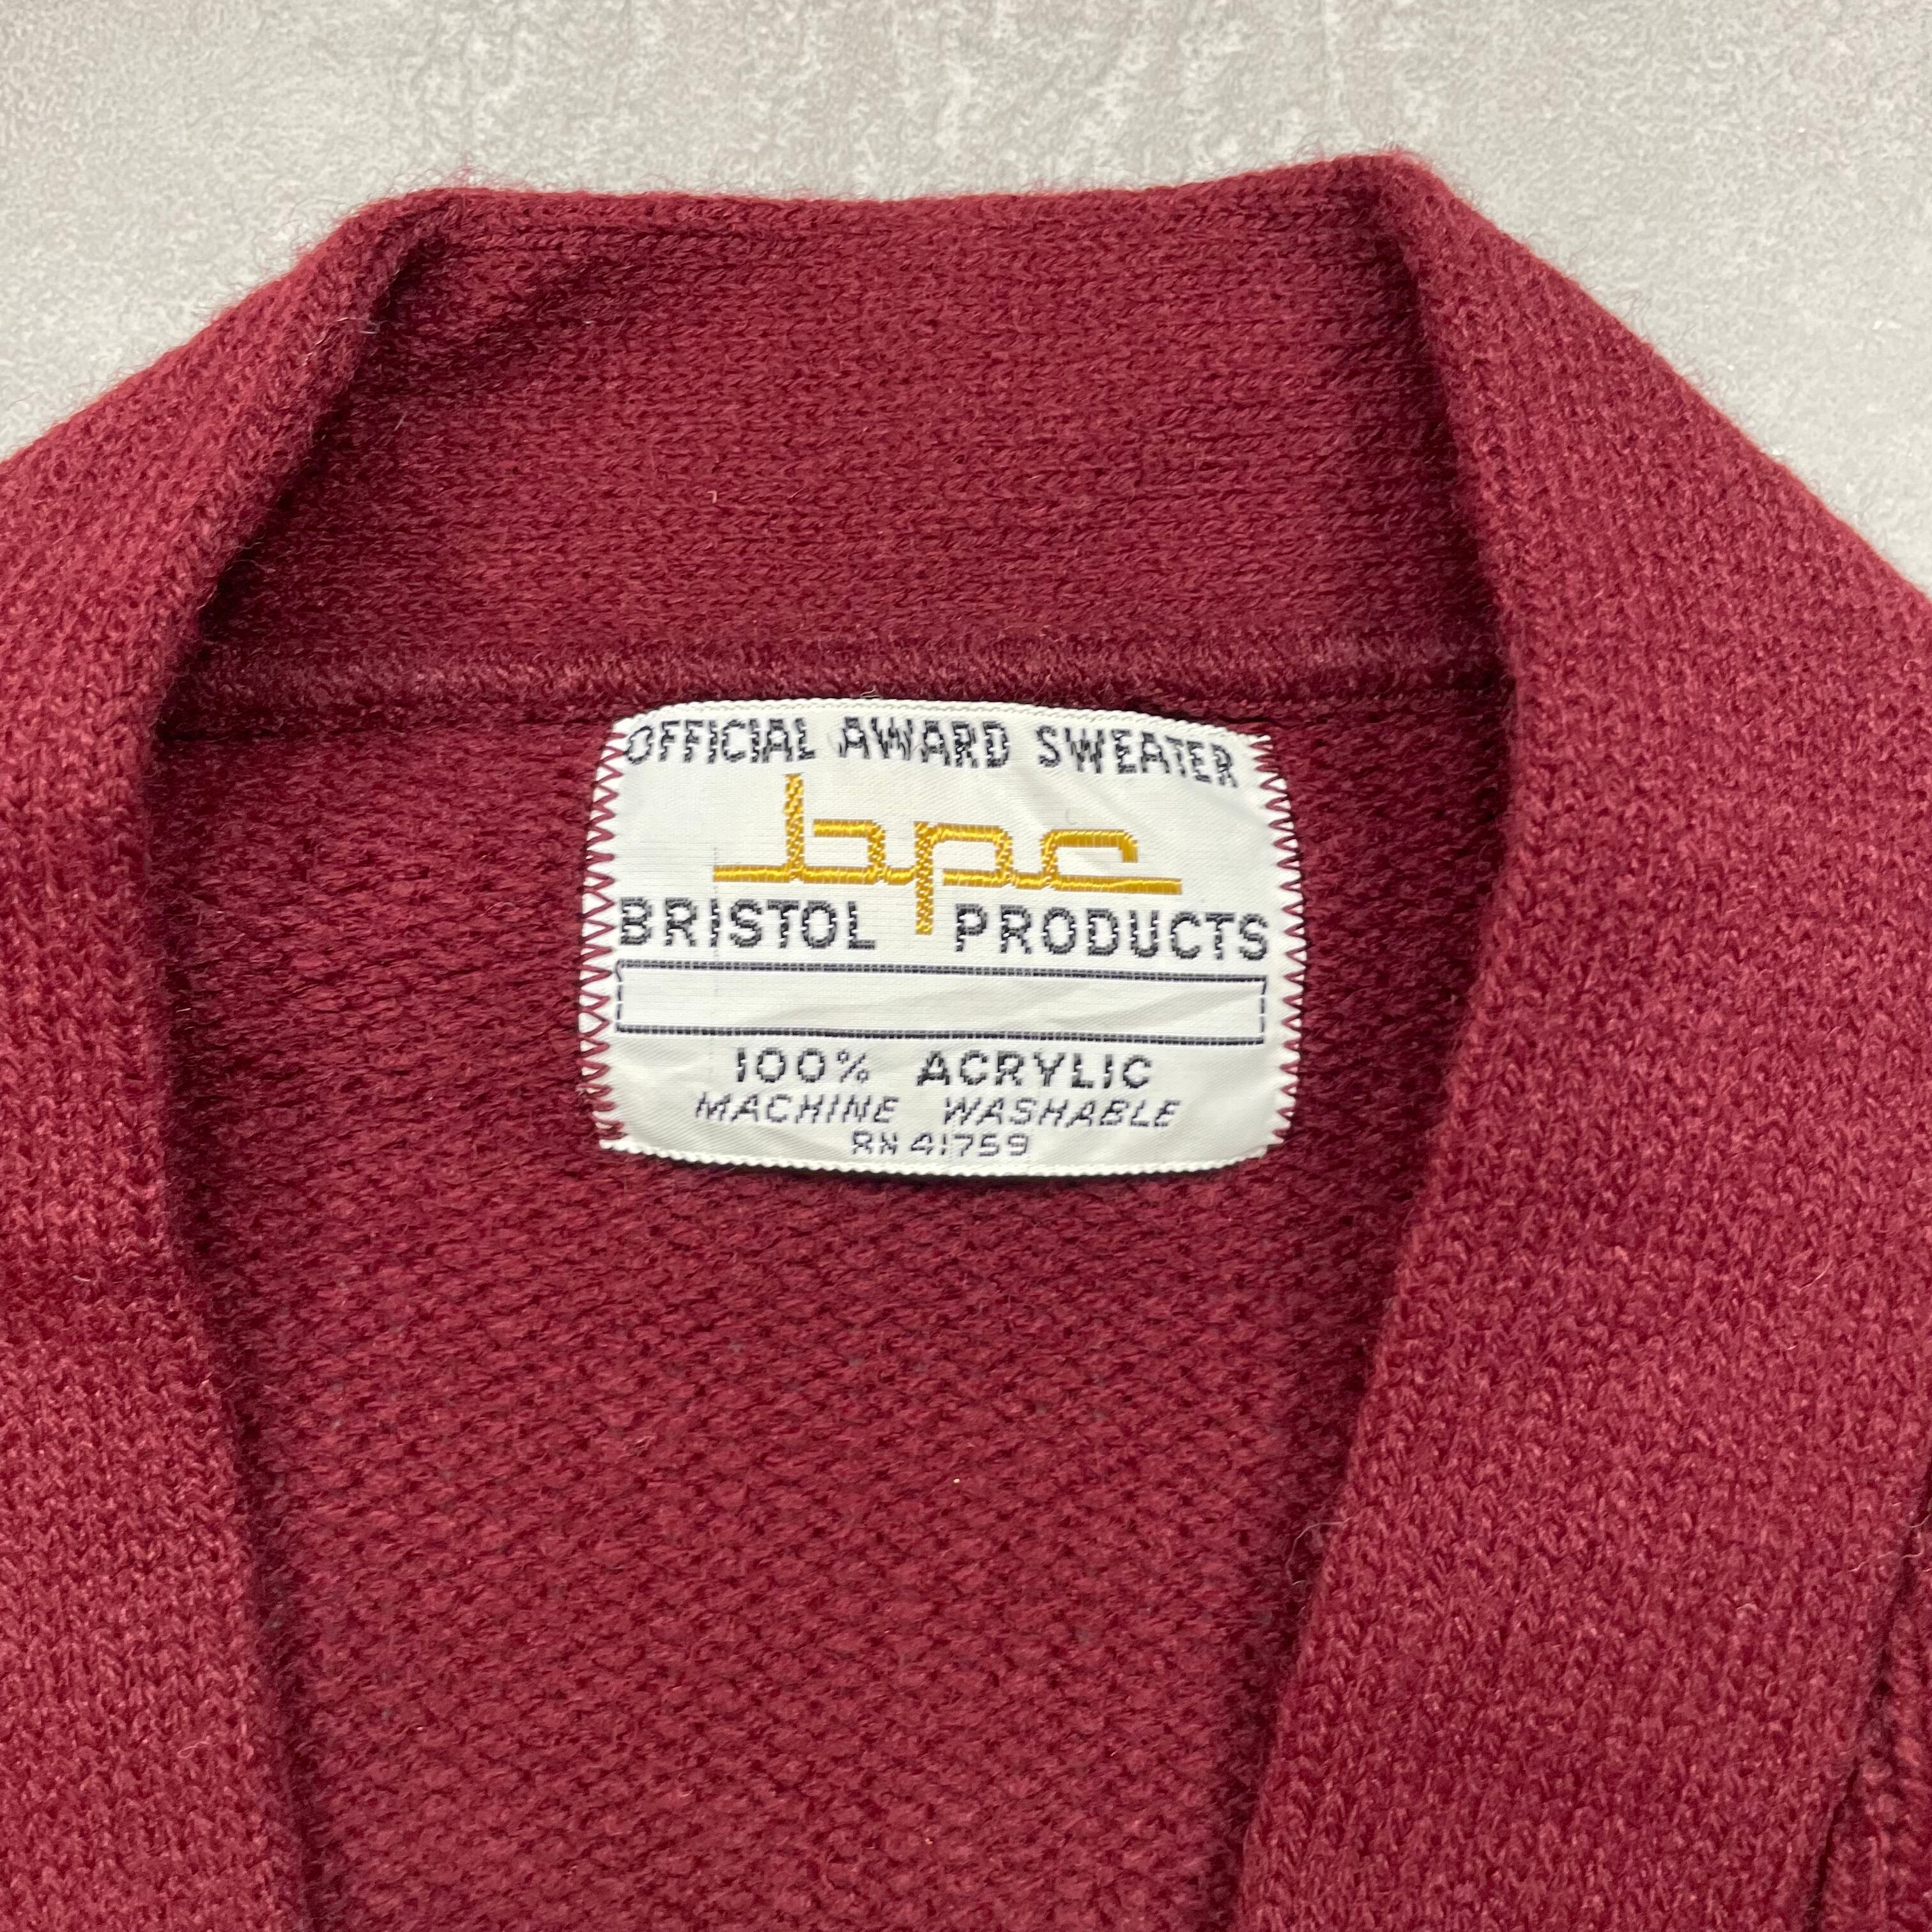 OFFICIAL AWARD SWEATER
bpc
BRISTOL PRODUCTS
100% ACRYLIC
MACHINE WASHABLE
RN 41759